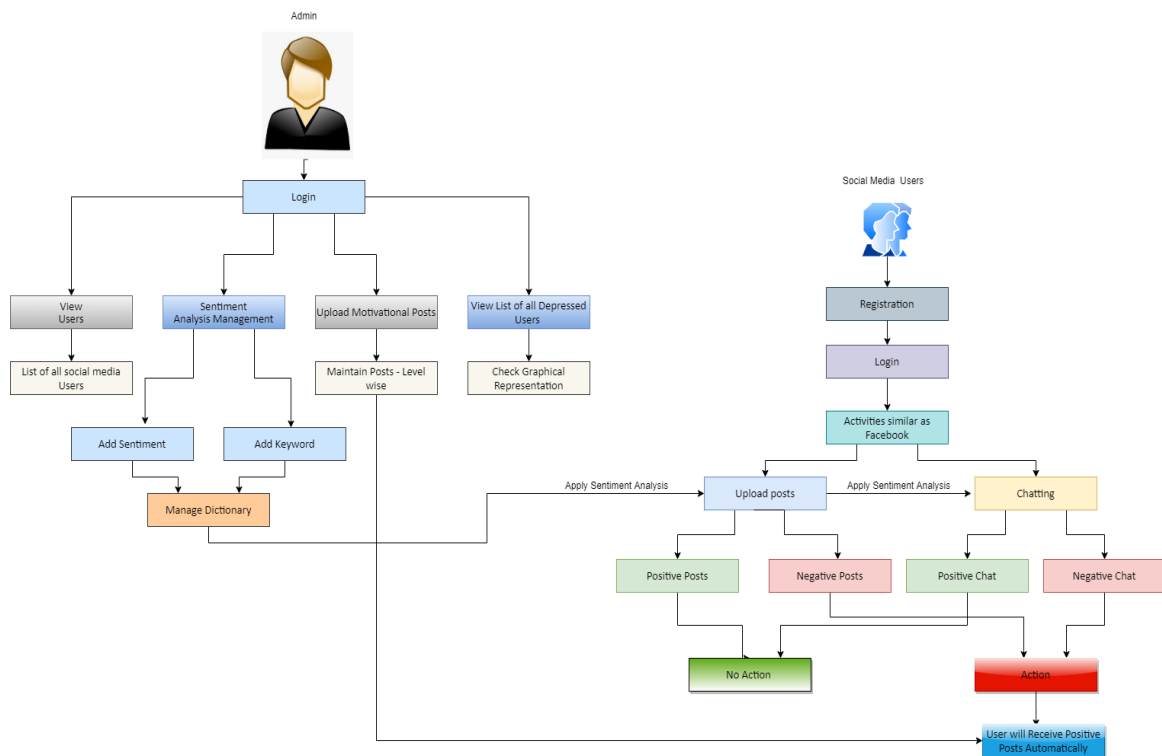 Admin
Login
Social Media Users
View
Users
Sentiment
Analysis Management
Upload Motivational Posts
View List of all Depressed
Users
Registration
List of all social media
Users
Maintain Posts - Level
wise
Check Graphical
Representation
Login
Activities similar as
Facebook
Add Sentiment
Add Keyword
Apply Sentiment Analysis
Upload posts
Apply Sentiment Analysis
Chatting
Manage Dictionary
Positive Posts
Negative Posts
Positive Chat
Negative Chat
No Action
Action
User will Receive Positive
Posts Automatically